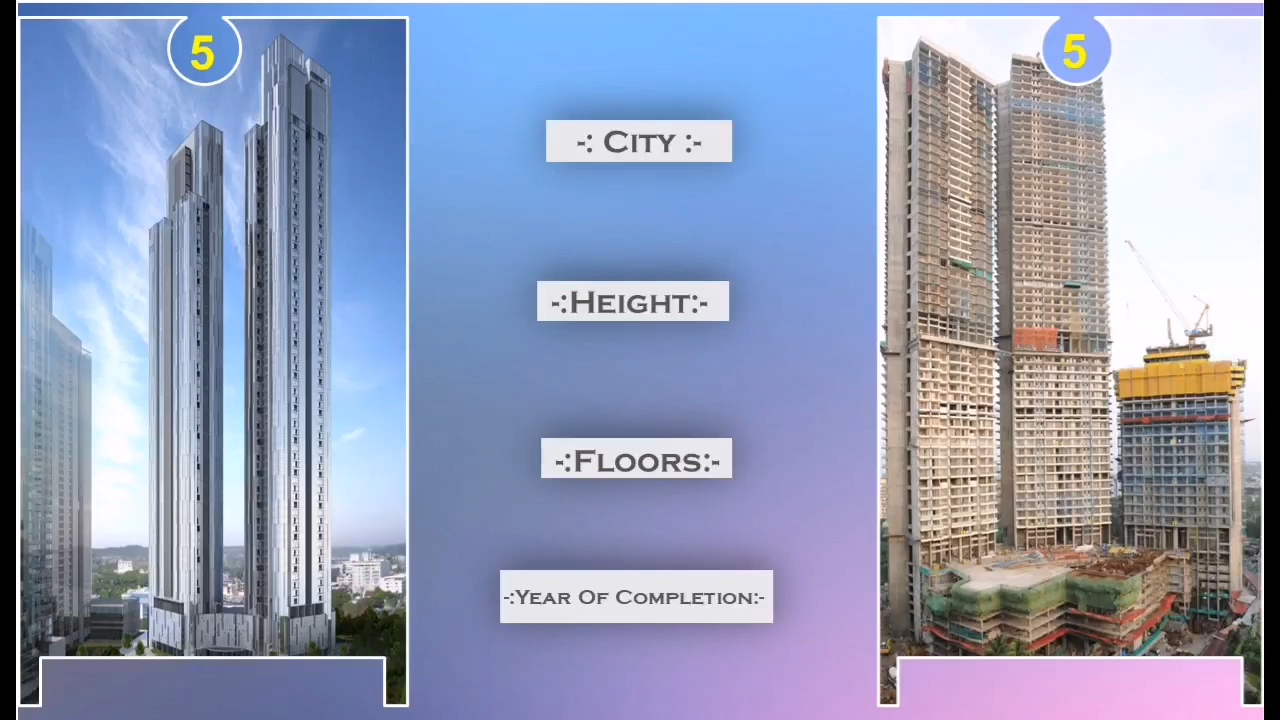 5
5
-: City :-
-:Height:-
-:Floors:-
-:Year Of Completion:-